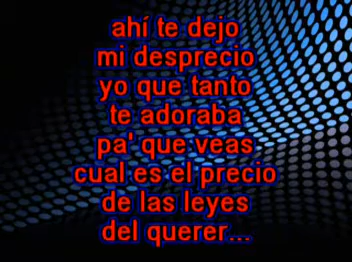 ahí te dejo
mi desprecio
yo que tanto
te adoraba
pa' que veas
cual es el precio
de las leyes
del querer...